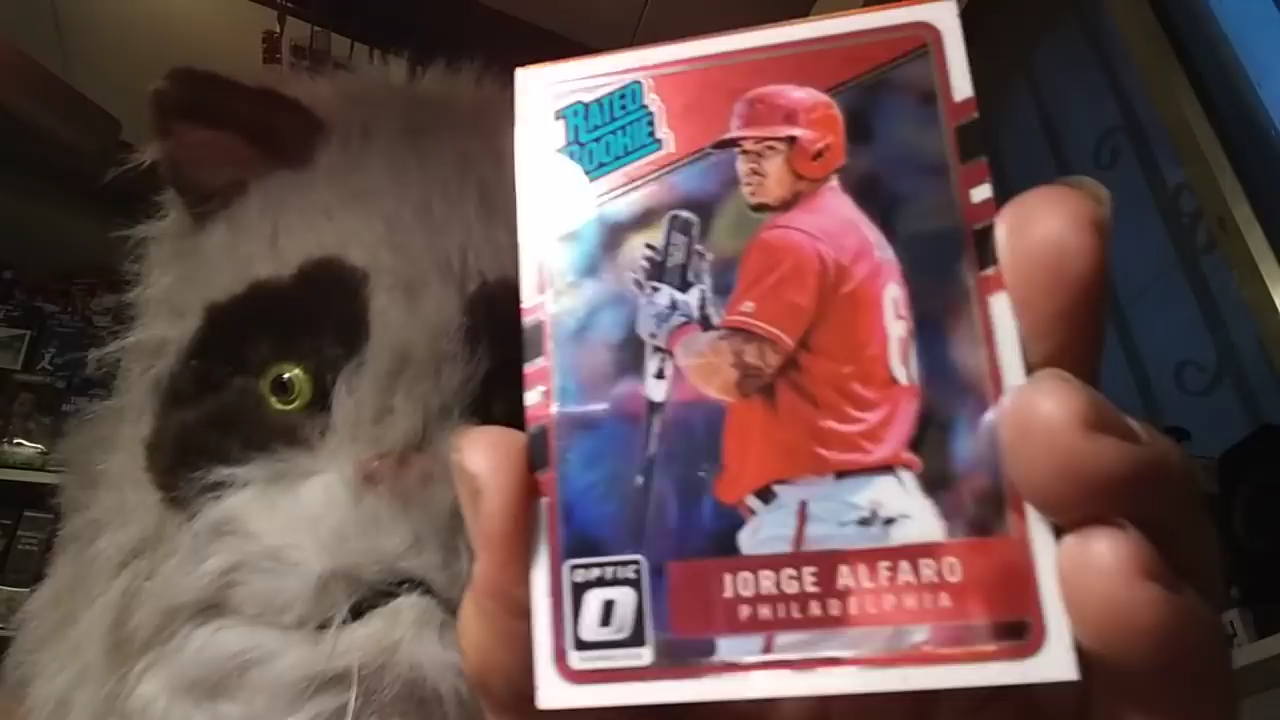 RATED
ROOKIE
OPTIC
O
JORGE ALFARO
PHILADELPHIA